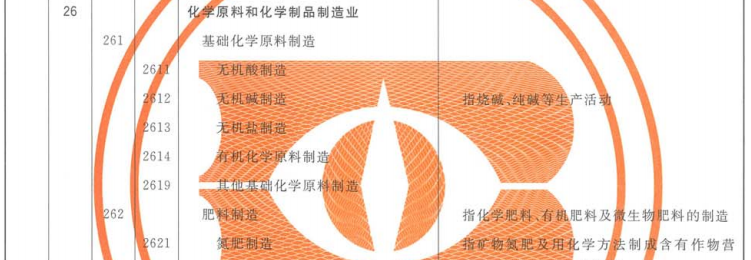 26 化学原料和化学制品制造业
261 基础化学原料制造
2611 无机酸制造
2612 无机碱制造 指烧碱、纯碱等生产活动
2613 无机盐制造
2614 有机化学原料制造
2619 其他基础化学原料制造
262 肥料制造 指化学肥料、有机肥料及微生物肥料的制造
2621 氮肥制造 指矿物氮肥及用化学方法制成含有作物营